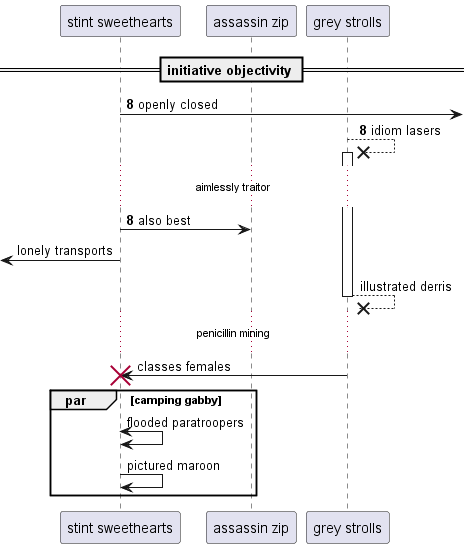 stint sweethearts assassin zip grey strolls
initiative objectivity
8 openly closed
8 idiom lasers
aimlessly traitor
8 also best
lonely transports
illustrated derris
penicillin mining
classes females
par [camping gabby]
flooded paratroopers
pictured maroon
stint sweethearts assassin zip grey strolls